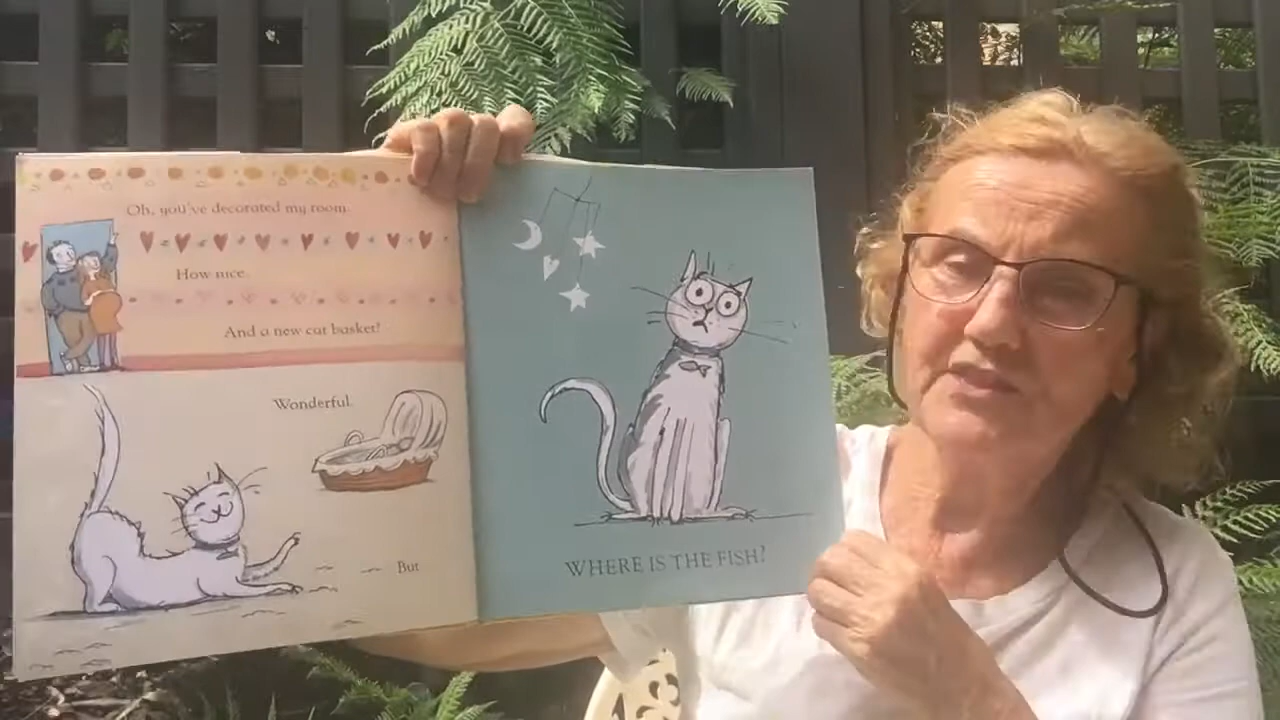 Oh, you've decorated my room.
How nice.
And a new cat basket?
Wonderful.
But
WHERE IS THE FISH?